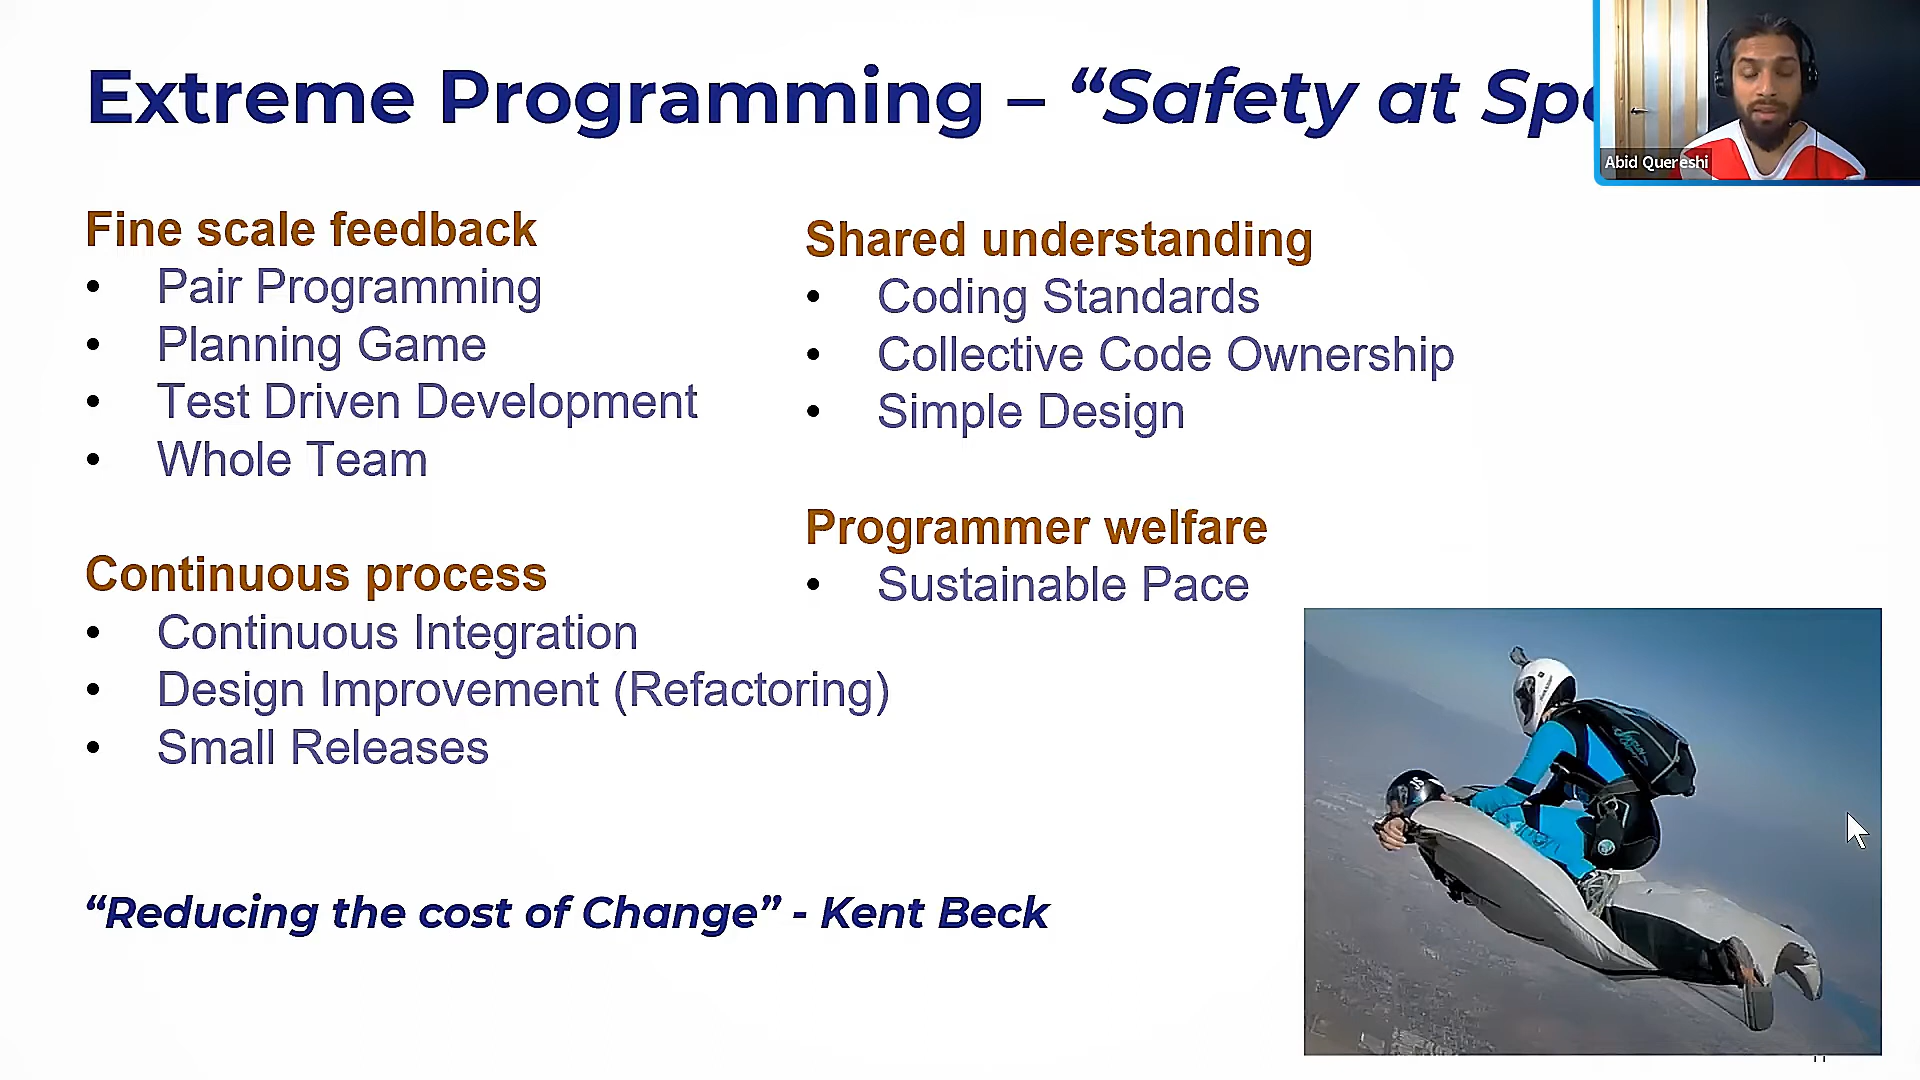 Extreme Programming – “Safety at Spe
Abid Quereshi
Fine scale feedback
• Pair Programming
• Planning Game
• Test Driven Development
• Whole Team
Continuous process
• Continuous Integration
• Design Improvement (Refactoring)
• Small Releases
Shared understanding
• Coding Standards
• Collective Code Ownership
• Simple Design
Programmer welfare
• Sustainable Pace
“Reducing the cost of Change” - Kent Beck
JS